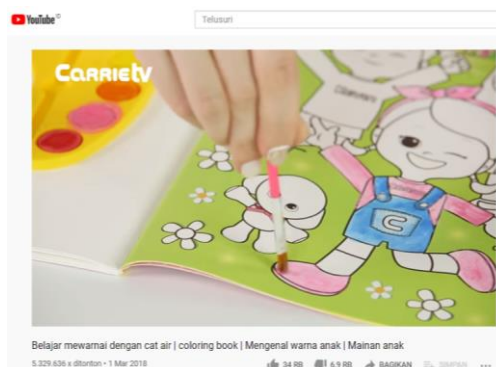 YouTube ID
Telusuri
CARRIETV
C
Belajar mewarnai dengan cat air | coloring book | Mengenal warna anak | Mainan anak
5.329.636 x ditonton • 1 Mar 2018
34 RB 6,9 RB BAGIKAN SIMPAN ...